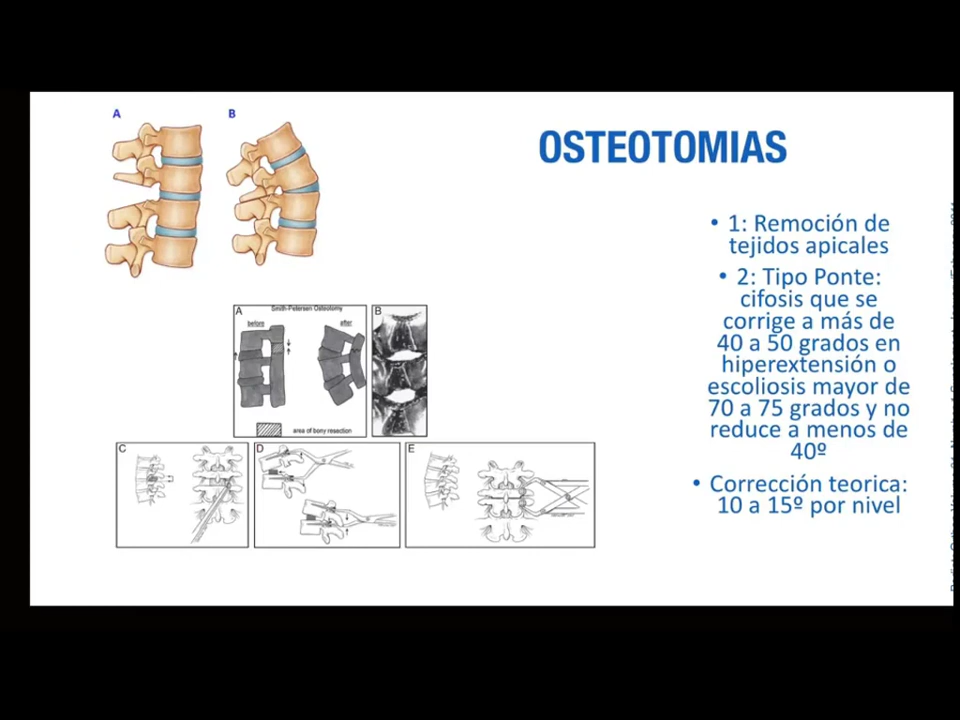 A
B
OSTEOTOMIAS
• 1: Remoción de
tejidos apicales
• 2: Tipo Ponte:
cifosis que se
corrige a más de
40 a 50 grados en
hiperextensión o
escoliosis mayor de
70 a 75 grados y no
reduce a menos de
40º
• Corrección teorica:
10 a 15º por nivel
A
Smith-Petersen Osteotomy
before
after
area of bony resection
B
C
D
E